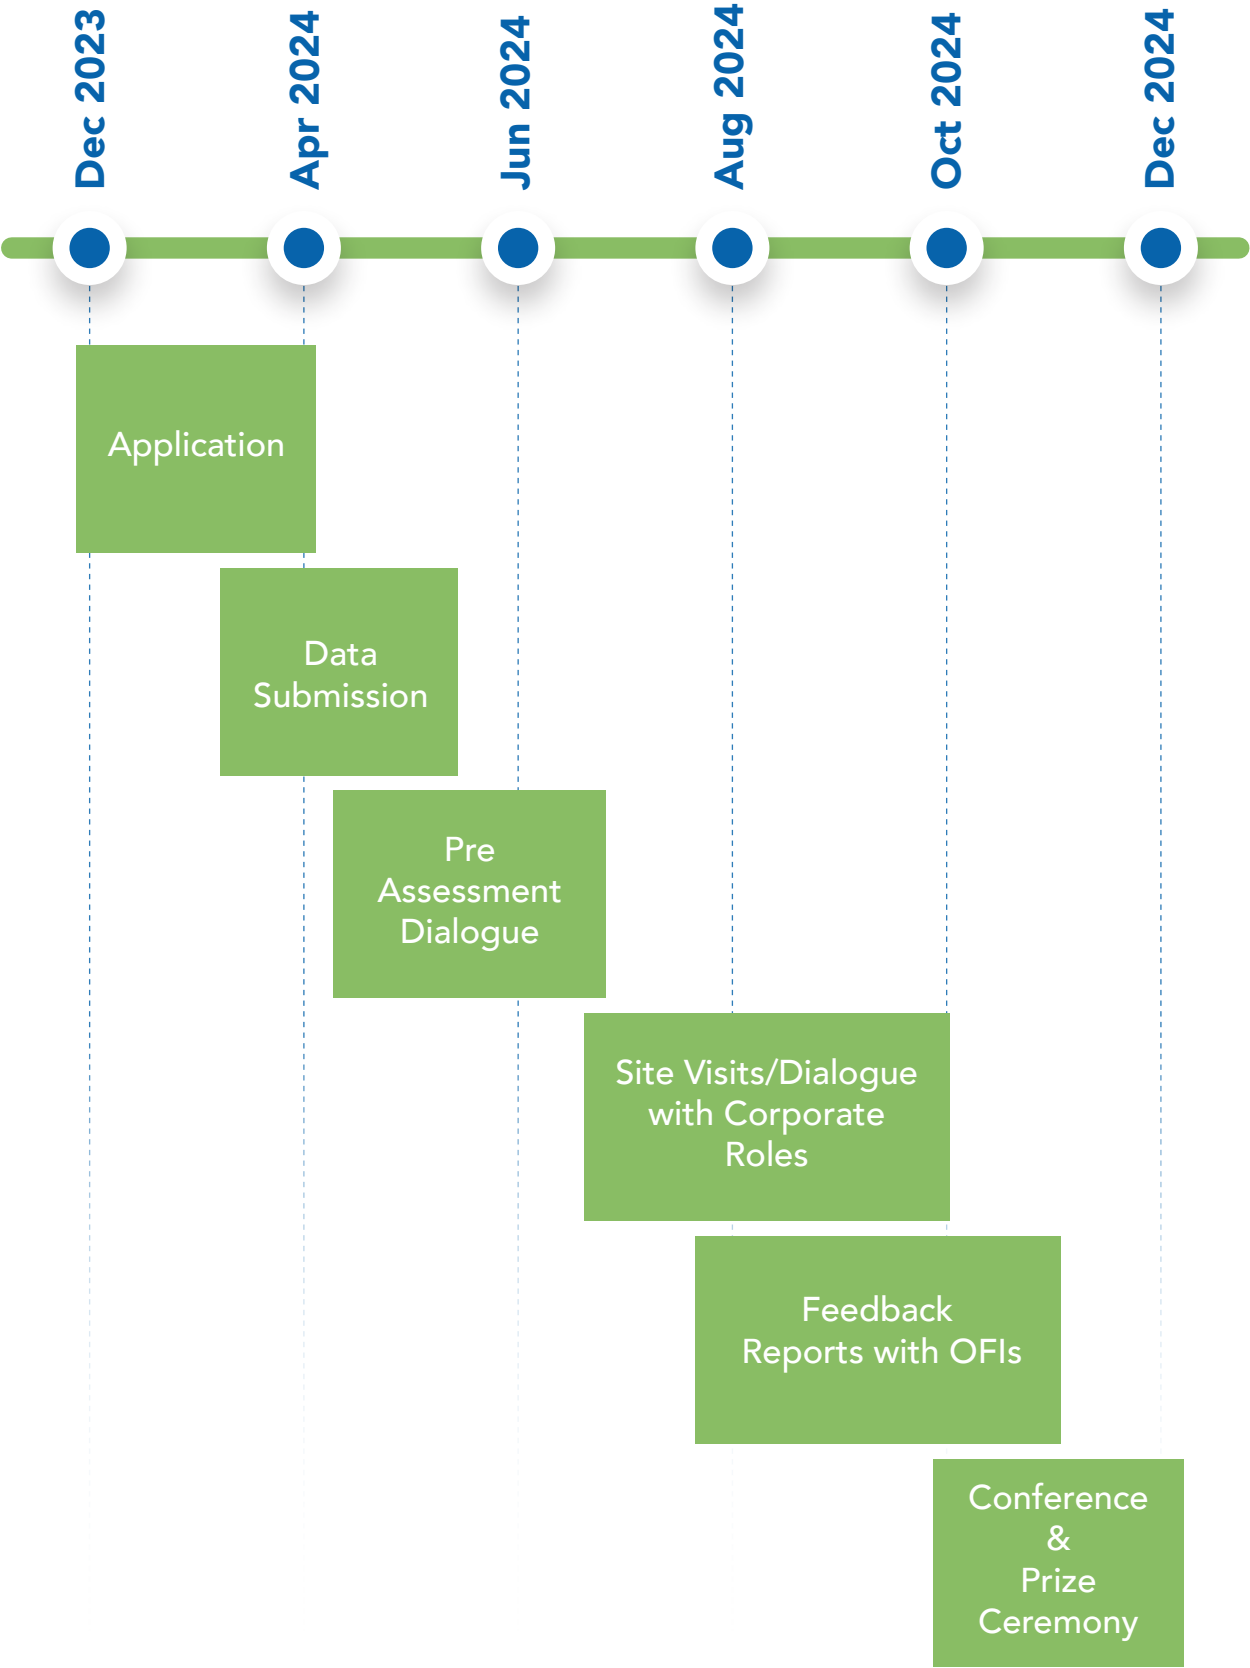 Dec 2023
Apr 2024
Jun 2024
Aug 2024
Oct 2024
Dec 2024
Application
Data
Submission
Pre
Assessment
Dialogue
Site Visits/Dialogue
with Corporate
Roles
Feedback
Reports with OFIs
Conference
&
Prize
Ceremony